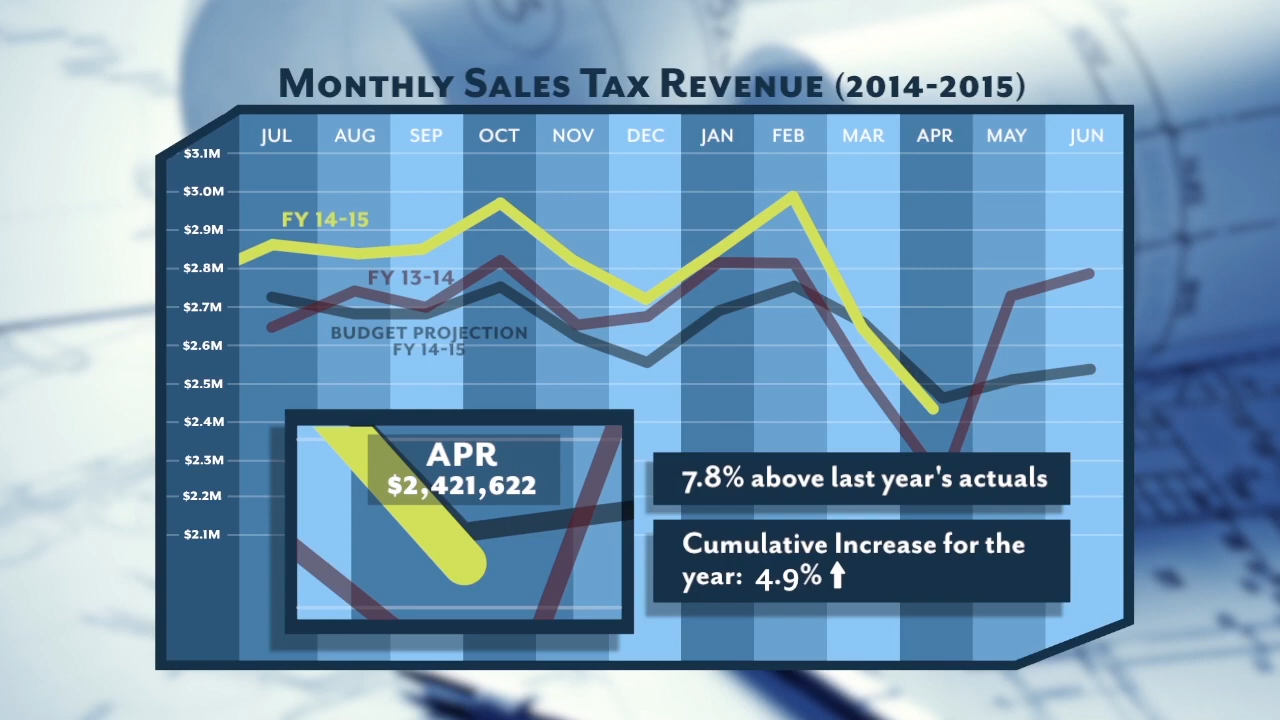 Monthly Sales Tax Revenue (2014-2015)
JUL AUG SEP OCT NOV DEC JAN FEB MAR APR MAY JUN
$3.1M
$3.0M
$2.9M
$2.8M
$2.7M
$2.6M
$2.5M
$2.4M
$2.3M
$2.2M
$2.1M
FY 14-15
FY 13-14
BUDGET PROJECTION
FY 14-15
APR
$2,421,622
7.8% above last year's actuals
Cumulative Increase for the
year: 4.9%